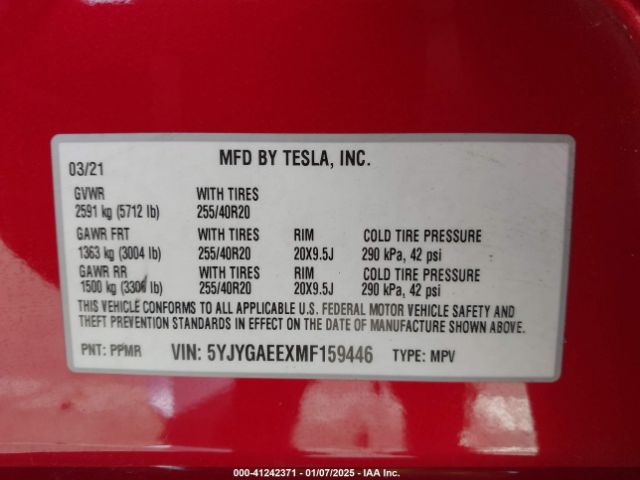 MFD BY TESLA, INC.
03/21
GVWR WITH TIRES
2591 kg (5712 lb) 255/40R20
GAWR FRT WITH TIRES RIM COLD TIRE PRESSURE
1363 kg (3004 lb) 255/40R20 20X9.5J 290 kPa, 42 psi
GAWR RR WITH TIRES RIM COLD TIRE PRESSURE
1500 kg lb) 255/40R20 20X9.5J 290 kPa, 42 psi
THIS VEHICLE CONFORMS TO ALL APPLICABLE U.S. FEDERAL MOTOR VEHICLE SAFETY AND
THEFT PREVENTION STANDARDS IN EFFECT ON THE DATE OF MANUFACTURE SHOWN ABOVE.
PNT: PPMR VIN: 5YJYGAEEXMF159446 TYPE: MPV
000-41242371 - 01/07/2025 - IAA Inc.